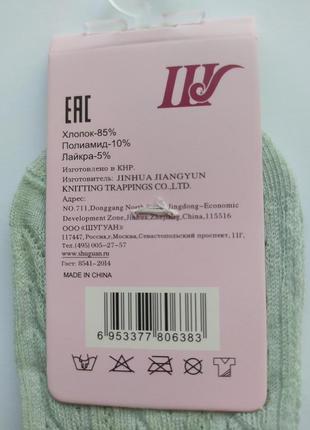 ШУ
EAC
Хлопок-85%
Полиамид-10%
Лайкра-5%
Изготовлено в КНР.
Изготовитель: JINHUA JIANGYUN
KNITTING TRAPPINGS CO.,LTD.
Адрес:
NO.711,Donggang North Jindong-Economic
Development Zone,Jinhua,Zhejiang,China
ООО «ШУГУАН»
117447,Россия,г.Москва,Севастопольский проспект, 11Г,
Тел.(495) 005-27-57
www.shuguan.ru
Гост: 8541-2014
MADE IN CHINA
6 953377 806383